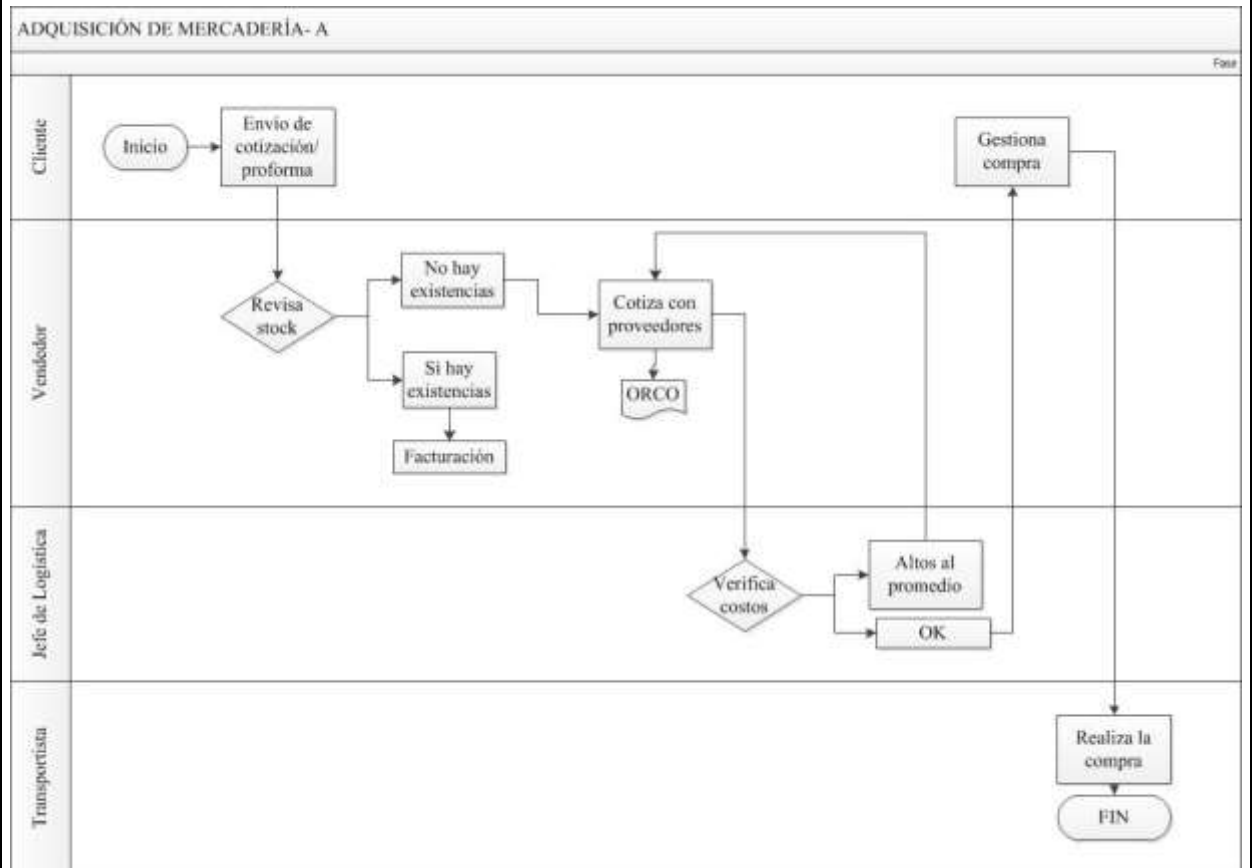 ADQUISICIÓN DE MERCADERÍA- A
Fase
Cliente
Inicio
Envío de
cotización/
proforma
Gestiona
compra
Vendedor
Revisa
stock
No hay
existencias
Si hay
existencias
Facturación
Cotiza con
proveedores
ORCO
Jefe de Logística
Verifica
costos
Altos al
promedio
OK
Transportista
Realiza la
compra
FIN